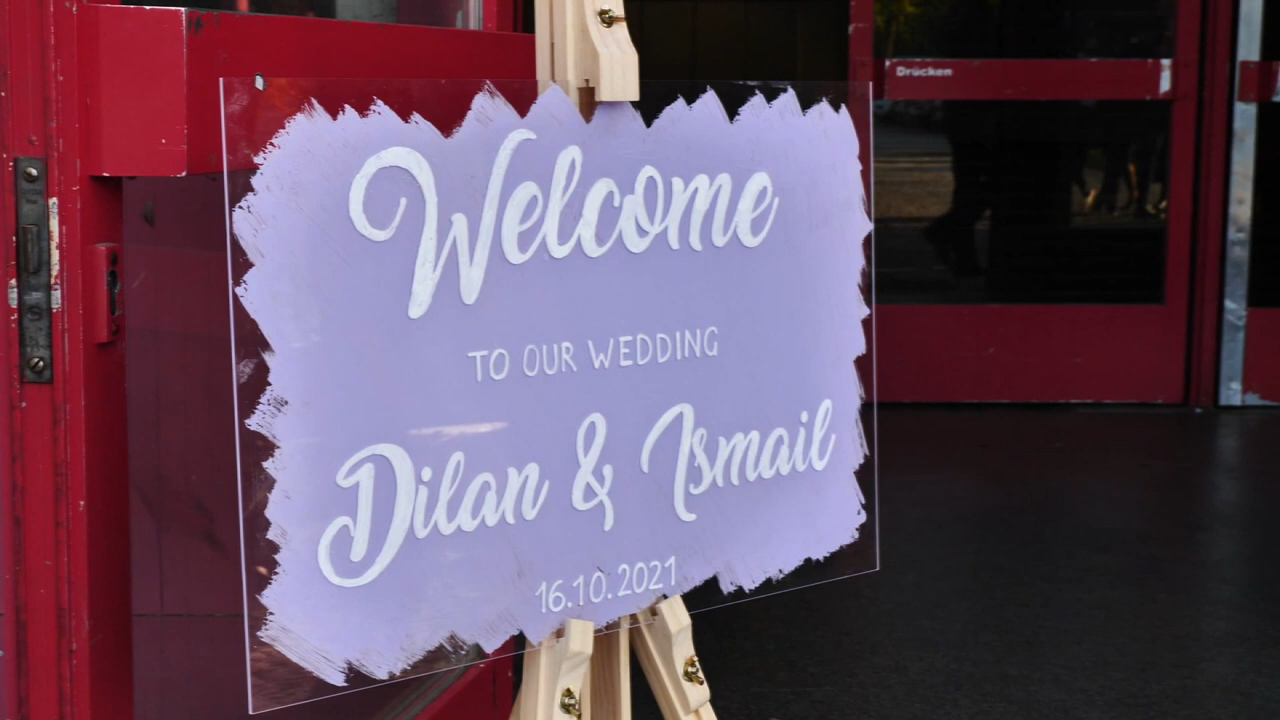 Drücken
Welcome
TO OUR WEDDING
Dilan & Ismail
16.10.2021